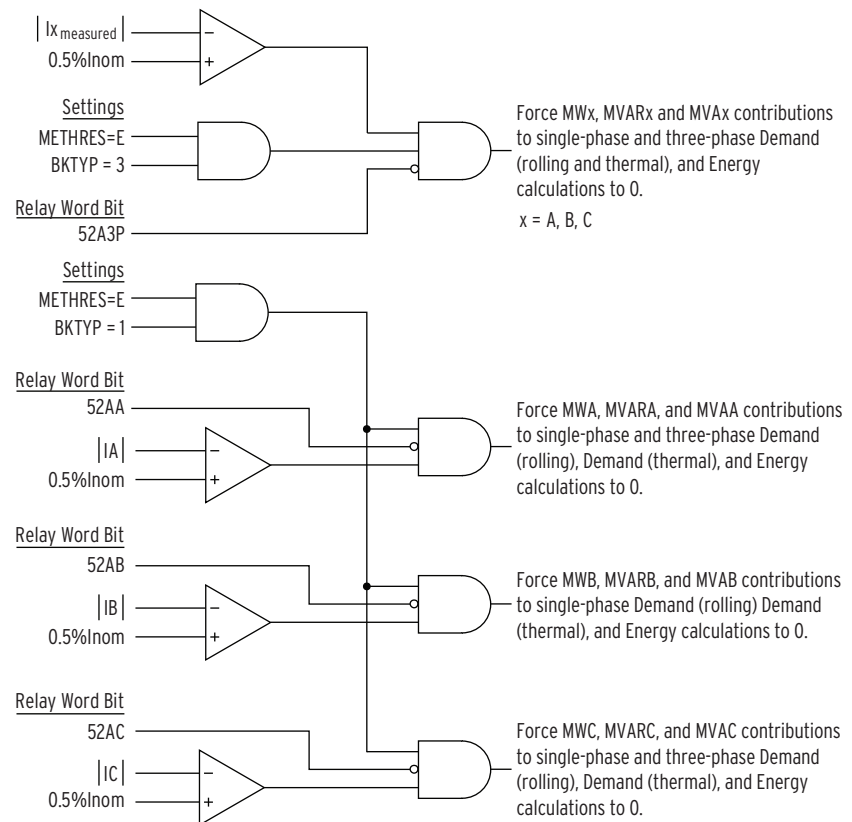 |Ix measured|
−
0.5%Inom
+
Settings
METHRES=E
BKTYP = 3
Relay Word Bit
52A3P
Force MWx, MVARx and MVAx contributions
to single-phase and three-phase Demand
(rolling and thermal), and Energy
calculations to 0.
x = A, B, C
Settings
METHRES=E
BKTYP = 1
Relay Word Bit
52AA
|IA|
−
0.5%Inom
+
Force MWA, MVARA, and MVAA contributions
to single-phase and three-phase Demand
(rolling), Demand (thermal), and Energy
calculations to 0.
Relay Word Bit
52AB
|IB|
−
0.5%Inom
+
Force MWB, MVARB, and MVAB contributions
to single-phase Demand (rolling) Demand
(thermal), and Energy calculations to 0.
Relay Word Bit
52AC
|IC|
−
0.5%Inom
+
Force MWC, MVARC, and MVAC contributions
to single-phase and three-phase Demand
(rolling), Demand (thermal), and Energy
calculations to 0.